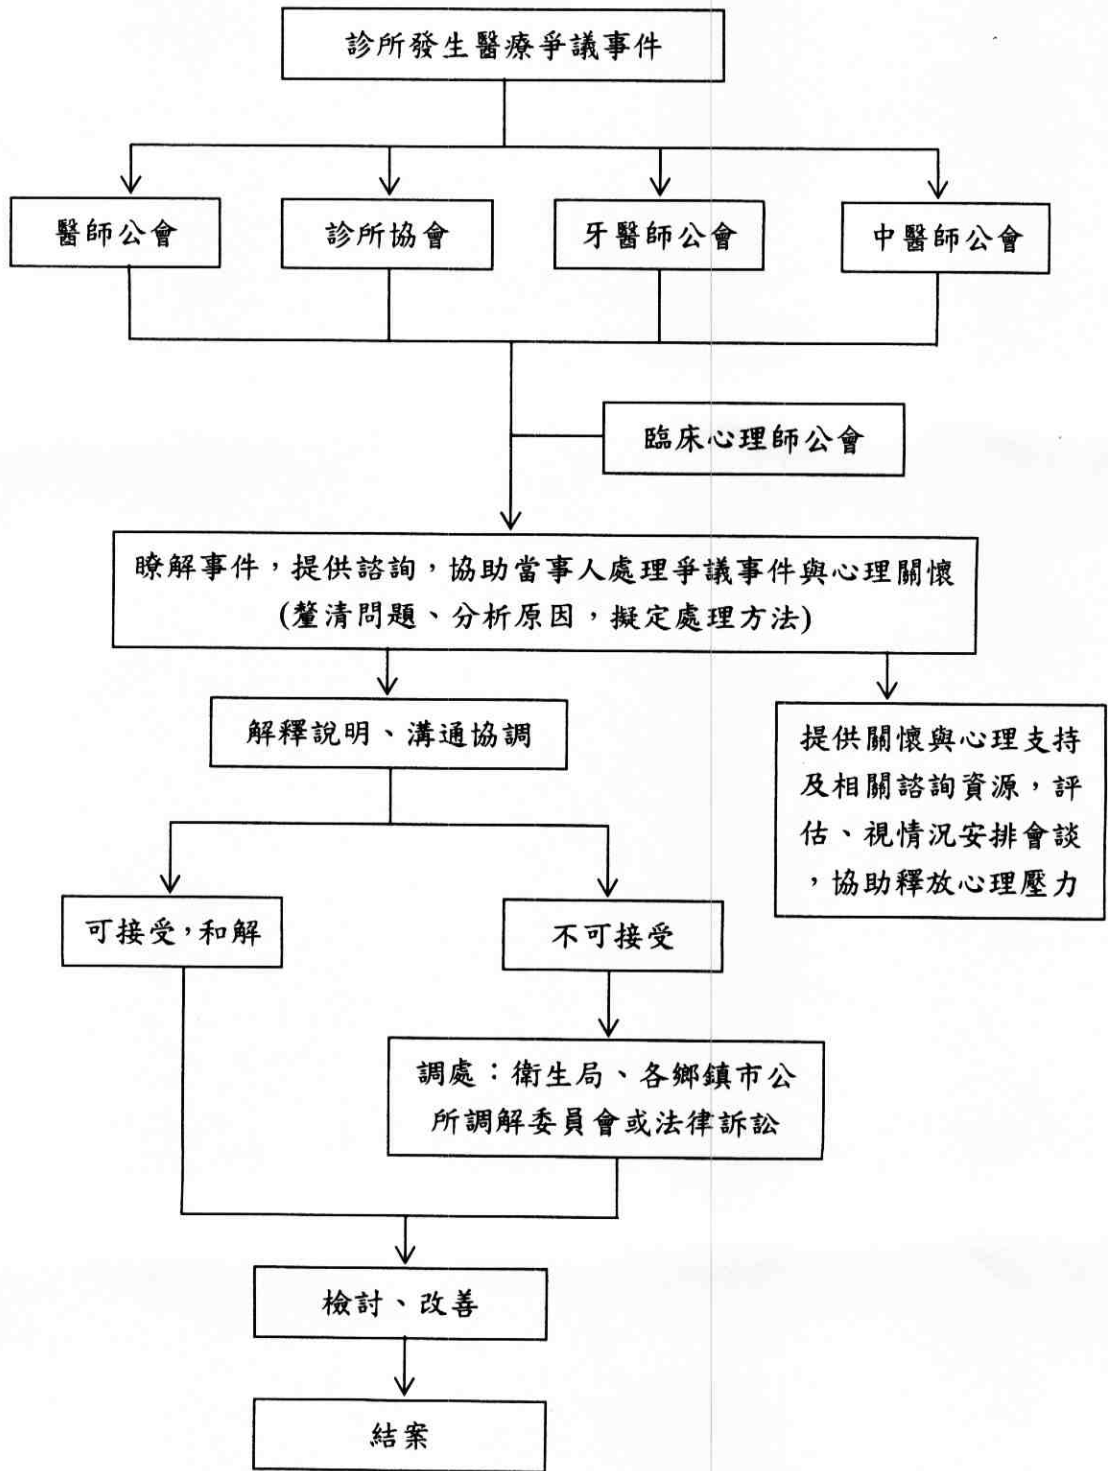 診所發生醫療爭議事件
醫師公會
診所協會
牙醫師公會
中醫師公會
臨床心理師公會
瞭解事件，提供諮詢，協助當事人處理爭議事件與心理關懷
(釐清問題、分析原因，擬定處理方法)
解釋說明、溝通協調
提供關懷與心理支持
及相關諮詢資源，評
估、視情況安排會談
，協助釋放心理壓力
可接受，和解
不可接受
調處：衛生局、各鄉鎮市公
所調解委員會或法律訴訟
檢討、改善
結案